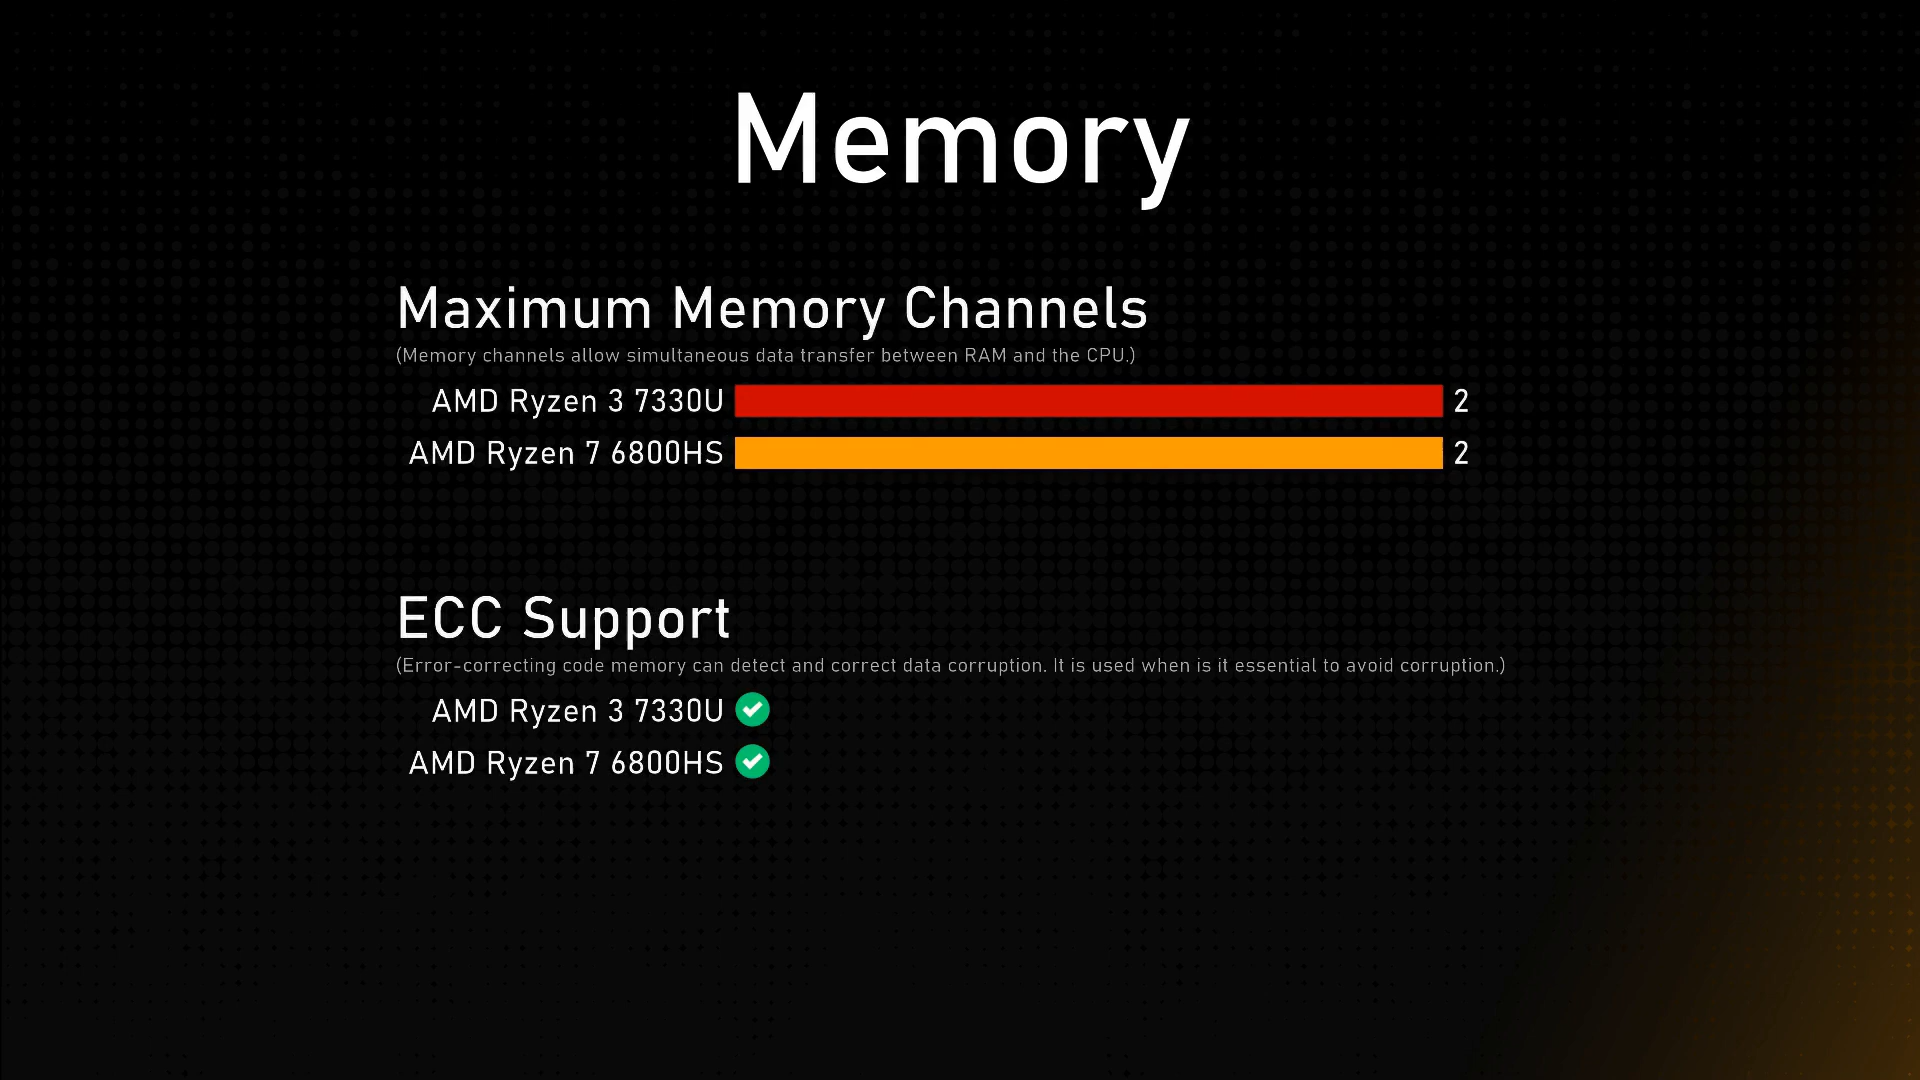 Memory
Maximum Memory Channels
(Memory channels allow simultaneous data transfer between RAM and the CPU.)
AMD Ryzen 3 7330U 2
AMD Ryzen 7 6800HS 2
ECC Support
(Error-correcting code memory can detect and correct data corruption. It is used when is it essential to avoid corruption.)
AMD Ryzen 3 7330U
AMD Ryzen 7 6800HS